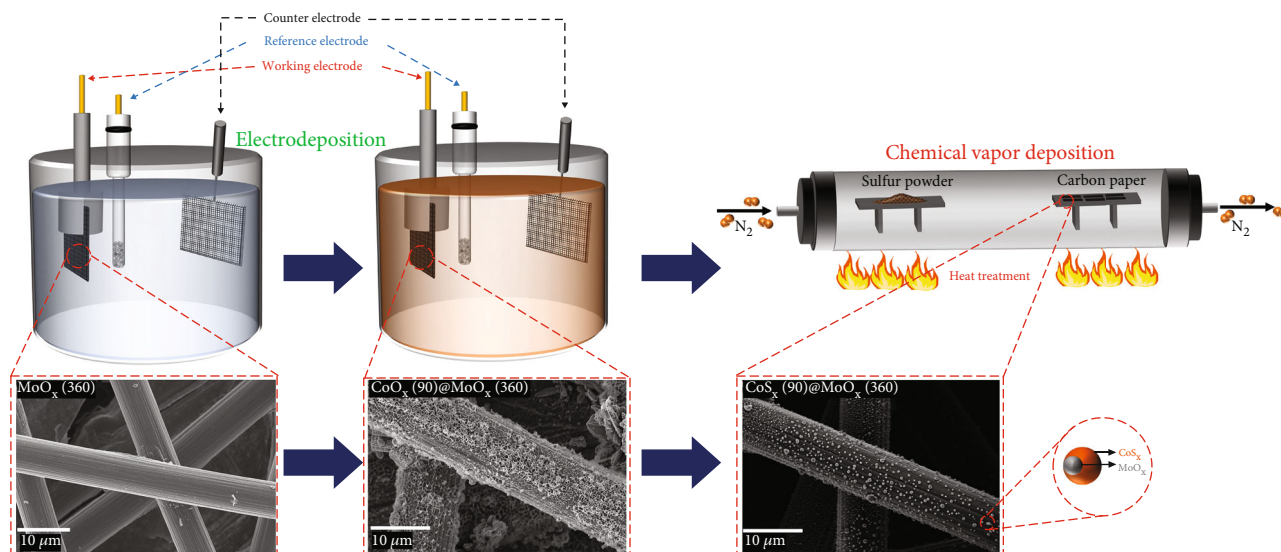 Counter electrode
Reference electrode
Working electrode
Electrodeposition
Chemical vapor deposition
Sulfur powder
Carbon paper
N₂
N₂
Heat treatment
MoOₓ (360)
CoOₓ (90)@MoOₓ (360)
CoSₓ (90)@MoOₓ (360)
CoSₓ
MoOₓ
10 μm
10 μm
10 μm